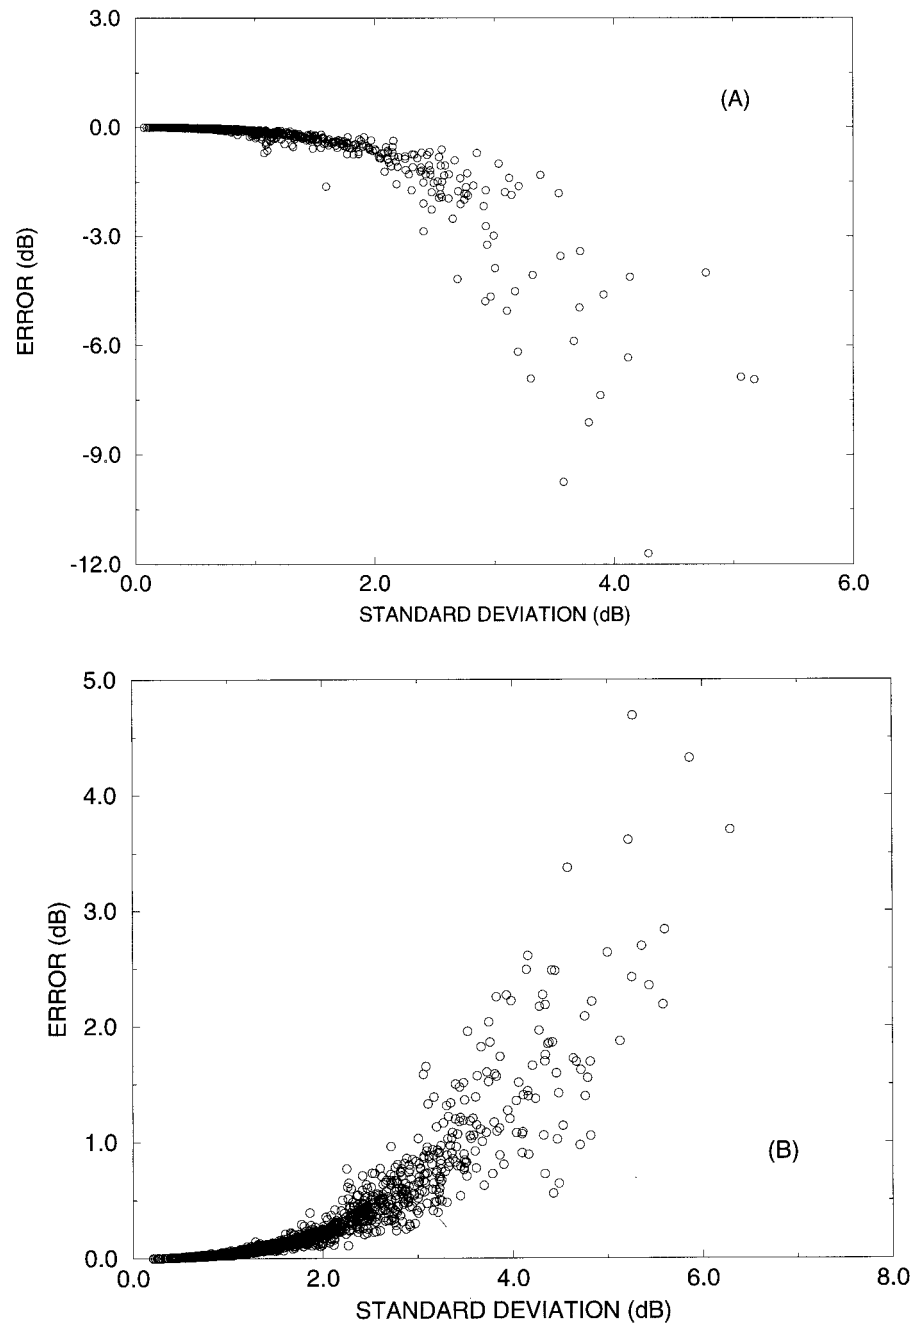 3.0
(A)
0.0
-3.0
ERROR (dB)
-6.0
-9.0
-12.0
0.0 2.0 4.0 6.0
STANDARD DEVIATION (dB)
5.0
4.0
3.0
ERROR (dB)
2.0
1.0
(B)
0.0
0.0 2.0 4.0 6.0 8.0
STANDARD DEVIATION (dB)